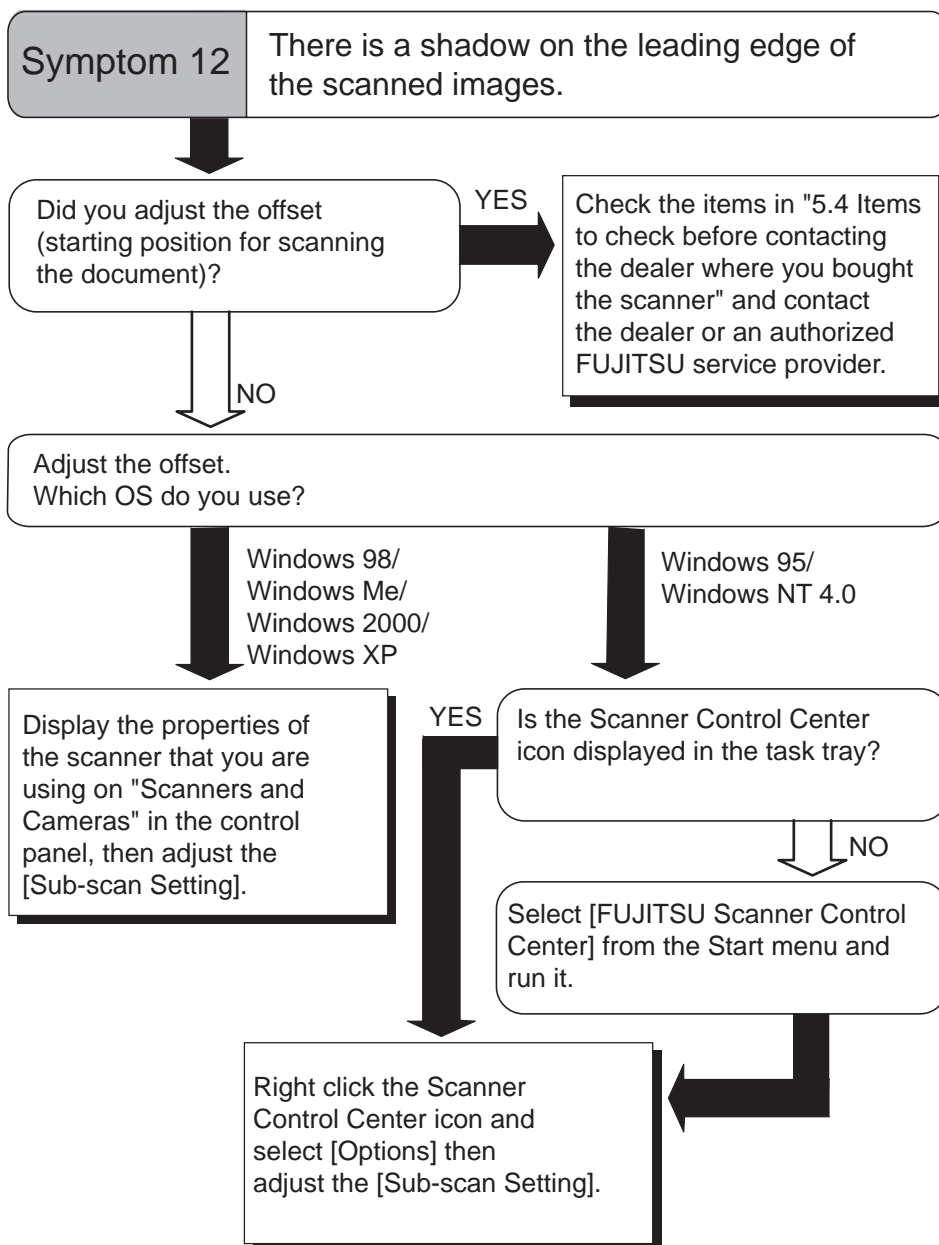 Symptom 12
There is a shadow on the leading edge of
the scanned images.
Did you adjust the offset
(starting position for scanning
the document)?
YES
Check the items in "5.4 Items
to check before contacting
the dealer where you bought
the scanner" and contact
the dealer or an authorized
FUJITSU service provider.
NO
Adjust the offset.
Which OS do you use?
Windows 98/
Windows Me/
Windows 2000/
Windows XP
Windows 95/
Windows NT 4.0
Display the properties of
the scanner that you are
using on "Scanners and
Cameras" in the control
panel, then adjust the
[Sub-scan Setting].
YES
Is the Scanner Control Center
icon displayed in the task tray?
NO
Select [FUJITSU Scanner Control
Center] from the Start menu and
run it.
Right click the Scanner
Control Center icon and
select [Options] then
adjust the [Sub-scan Setting].